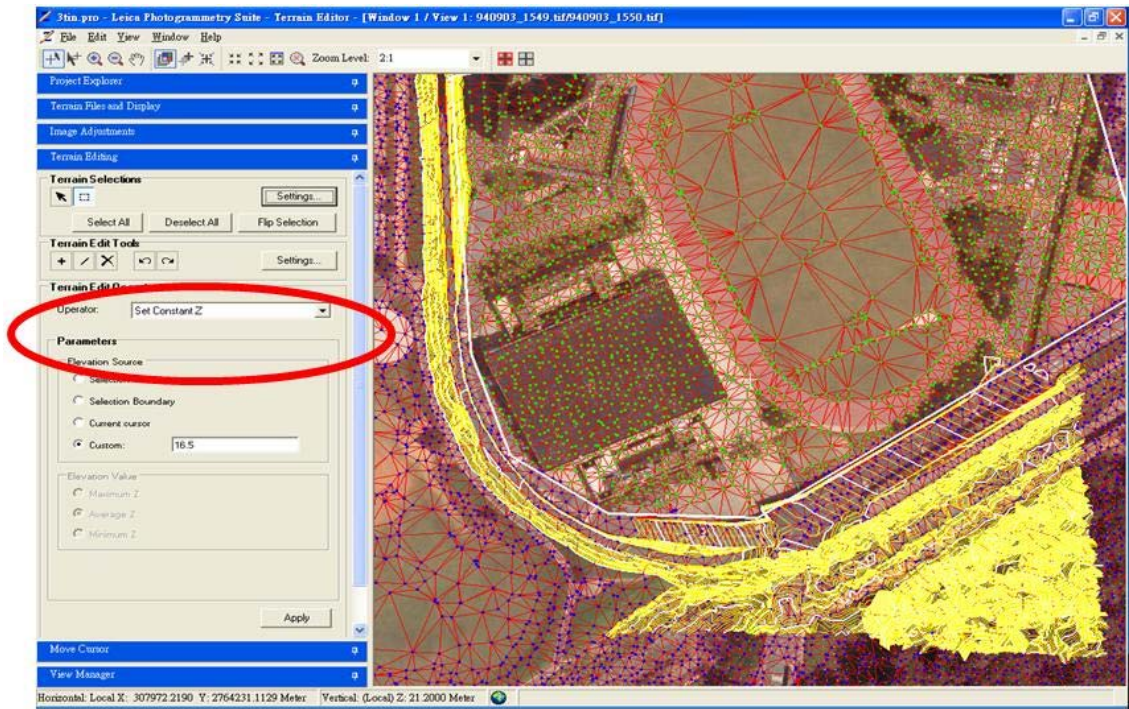 3tin.pro - Leica Photogrammetry Suite - Terrain Editor - [Window 1 / View 1: 940903_1549.tif/940903_1550.tif]
File Edit View Window Help
Zoom Level: 2:1
Project Explorer
Terrain Files and Display
Image Adjustments
Terrain Editing
Terrain Selections
Settings...
Select All Deselect All Flip Selection
Terrain Edit Tools
Settings...
Terrain Edit
Operator: Set Constant Z
Parameters
Elevation Source
Selection Boundary
Current cursor
Custom: 16.5
Elevation Value
Maximum Z
Average Z
Minimum Z
Apply
Move Cursor
View Manager
Horizontal: Local X: 307972.2190 Y: 2764231.1129 Meter Vertical: (Local) Z: 21.2000 Meter